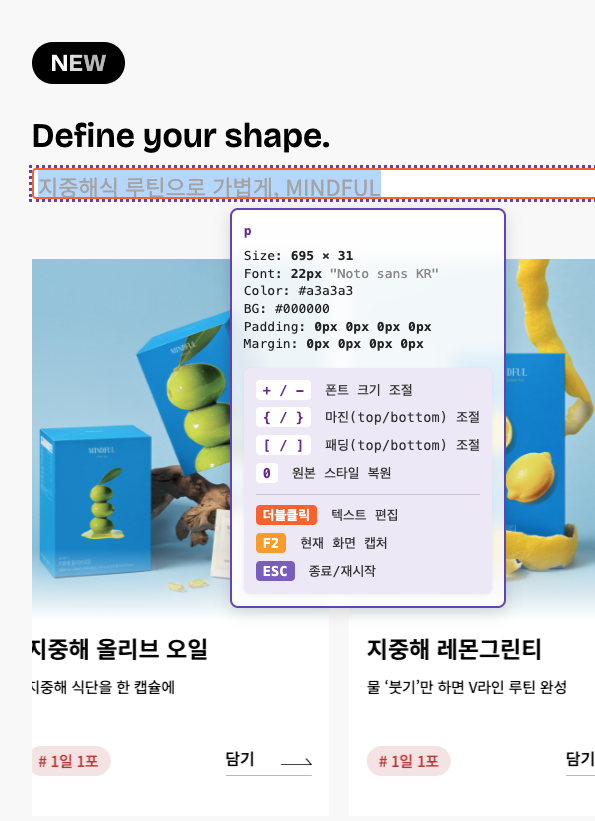 NEW
Define your shape.
지중해식 루틴으로 가볍게, MINDFUL
p
Size: 695 × 31
Font: 22px "Noto sans KR"
Color: #a3a3a3
BG: #000000
Padding: 0px 0px 0px 0px
Margin: 0px 0px 0px 0px
+ / − 폰트 크기 조절
{ / } 마진(top/bottom) 조절
[ / ] 패딩(top/bottom) 조절
0 원본 스타일 복원
더블클릭 텍스트 편집
F2 현재 화면 캡처
ESC 종료/재시작
MINDFUL
MINDFUL
지중해 올리브 오일
지중해 식단을 한 캡슐에
# 1일 1포
담기
지중해 레몬그린티
물 ‘붓기’만 하면 V라인 루틴 완성
# 1일 1포
담기